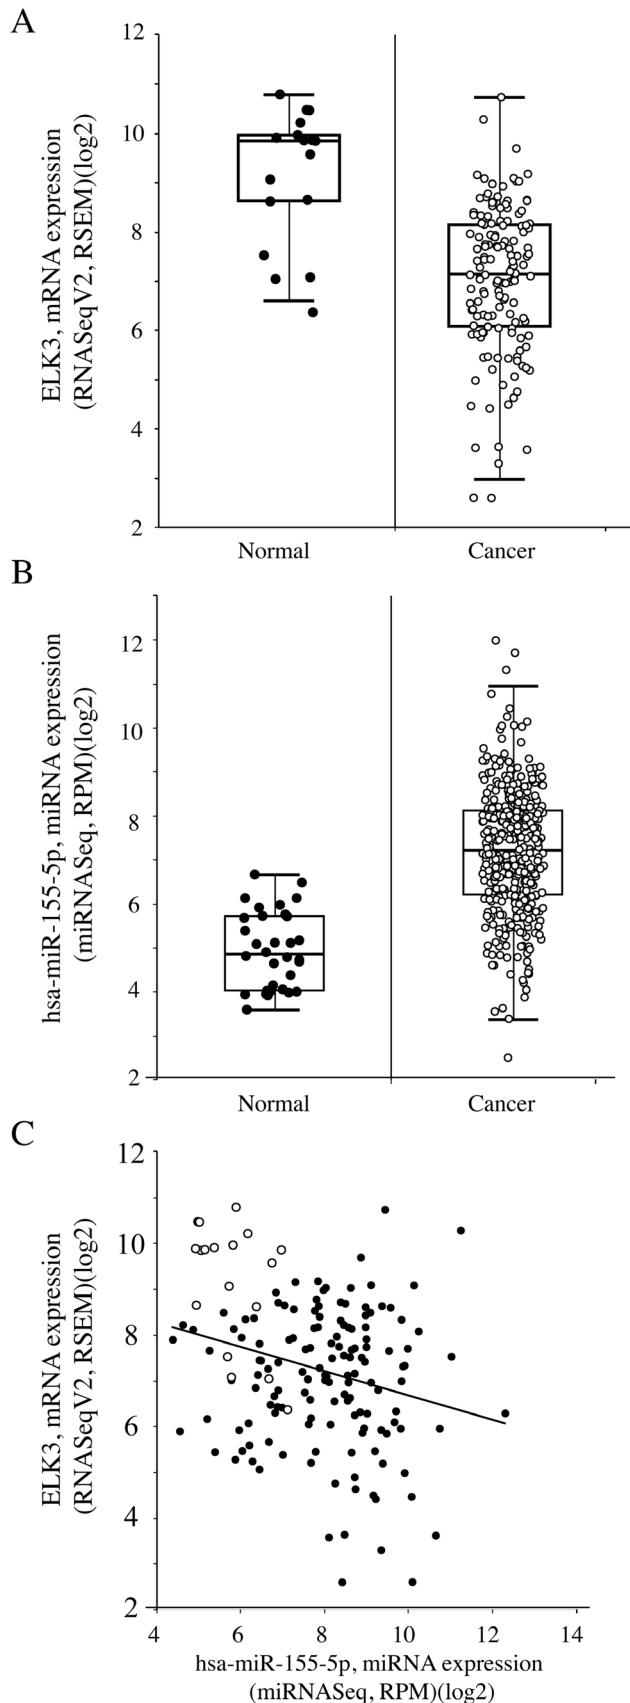 A
12
10
8
6
4
2
ELK3, mRNA expression
(RNASeqV2, RSEM)(log2)
Normal
Cancer
B
12
10
8
6
4
2
hsa-miR-155-5p, miRNA expression
(miRNASeq, RPM)(log2)
Normal
Cancer
C
12
10
8
6
4
2
ELK3, mRNA expression
(RNASeqV2, RSEM)(log2)
4 6 8 10 12 14
hsa-miR-155-5p, miRNA expression
(miRNASeq, RPM)(log2)